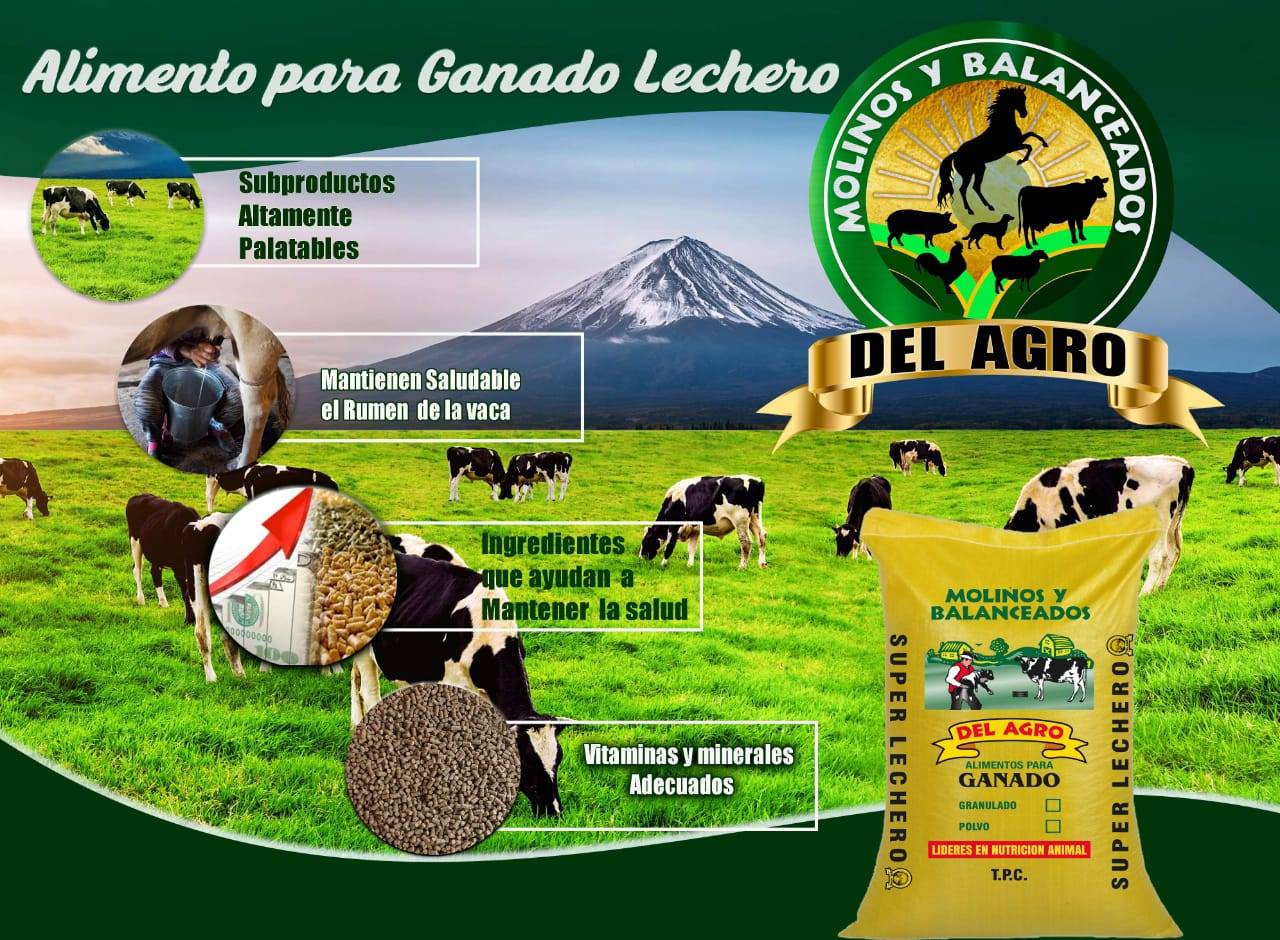 Alimento para Ganado Lechero
MOLINOS Y BALANCEADOS
DEL AGRO
Subproductos
Altamente
Palatables
Mantienen Saludable
el Rumen de la vaca
Ingredientes
que ayudan a
Mantener la salud
Vitaminas y minerales
Adecuados
MOLINOS Y
BALANCEADOS
DEL AGRO
ALIMENTOS PARA
GANADO
GRANULADO
POLVO
LIDERES EN NUTRICION ANIMAL
T.P.C.
SUPER LECHERO
SUPER LECHERO
100